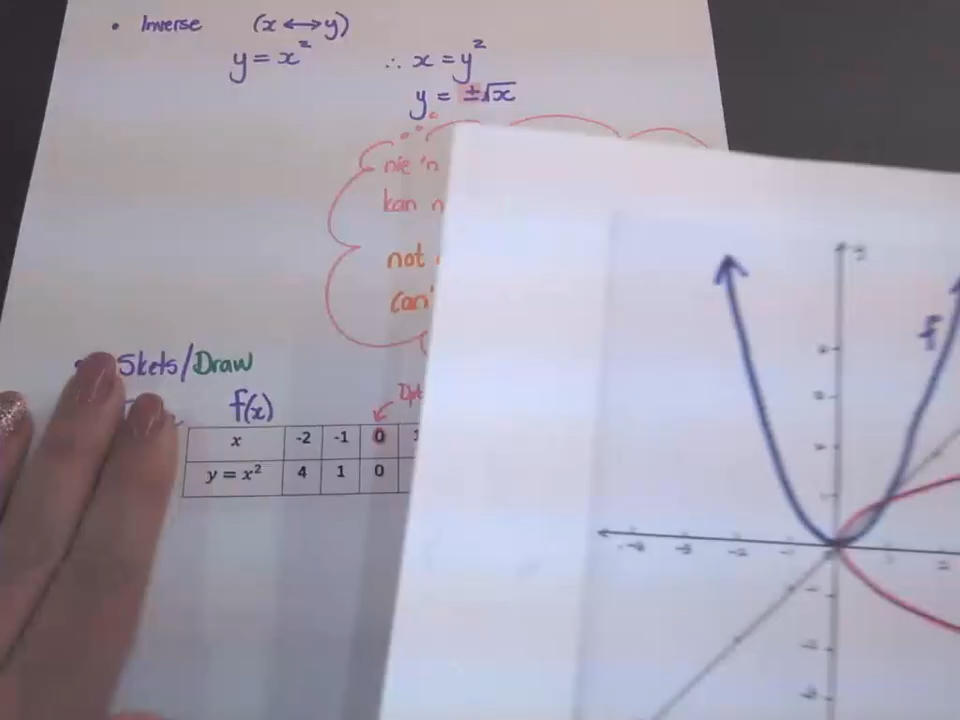 • Inverse (x ↔ y)
y = x² ∴ x = y²
y = ±√x
nie 'n
kan n
not
can'
• Skets/Draw
f(x)
x -2 -1 0
y = x² 4 1 0
f
y